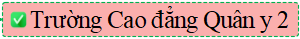 ✅ Trường Cao đẳng Quân y 2